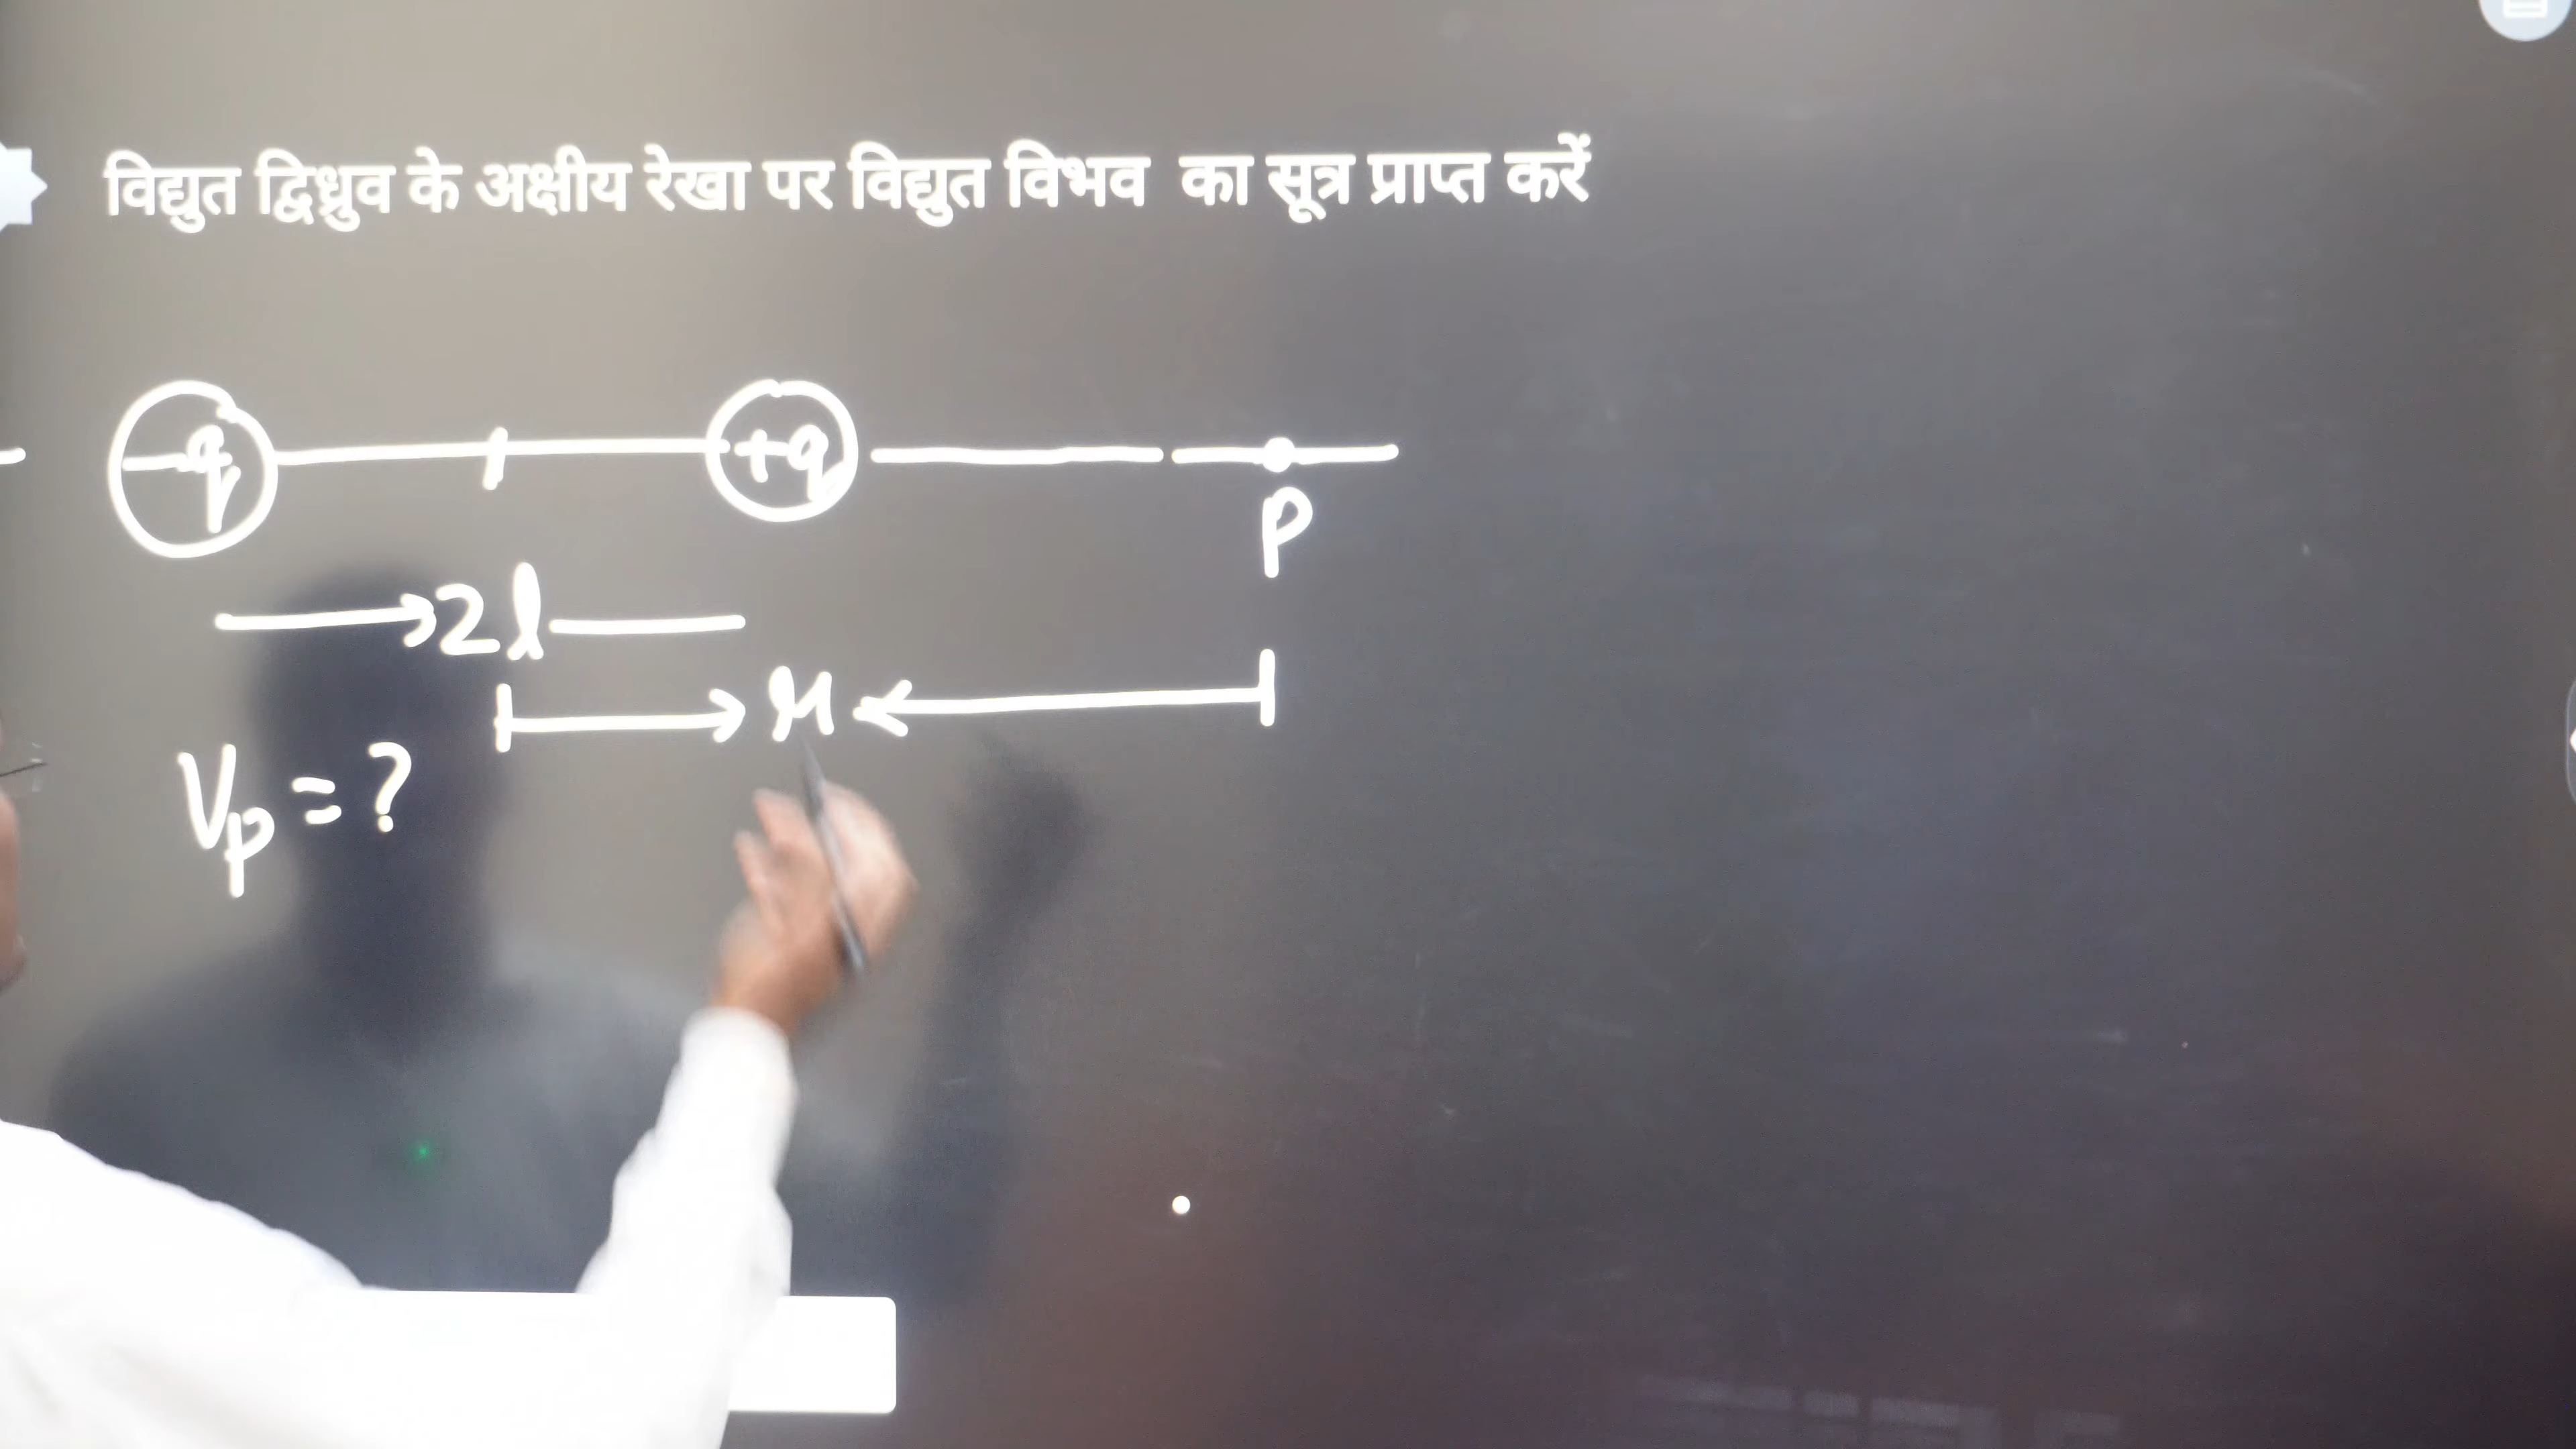 विद्युत द्विध्रुव के अक्षीय रेखा पर विद्युत विभव का सूत्र प्राप्त करें
-q +q
P
2l
r
Vp = ?